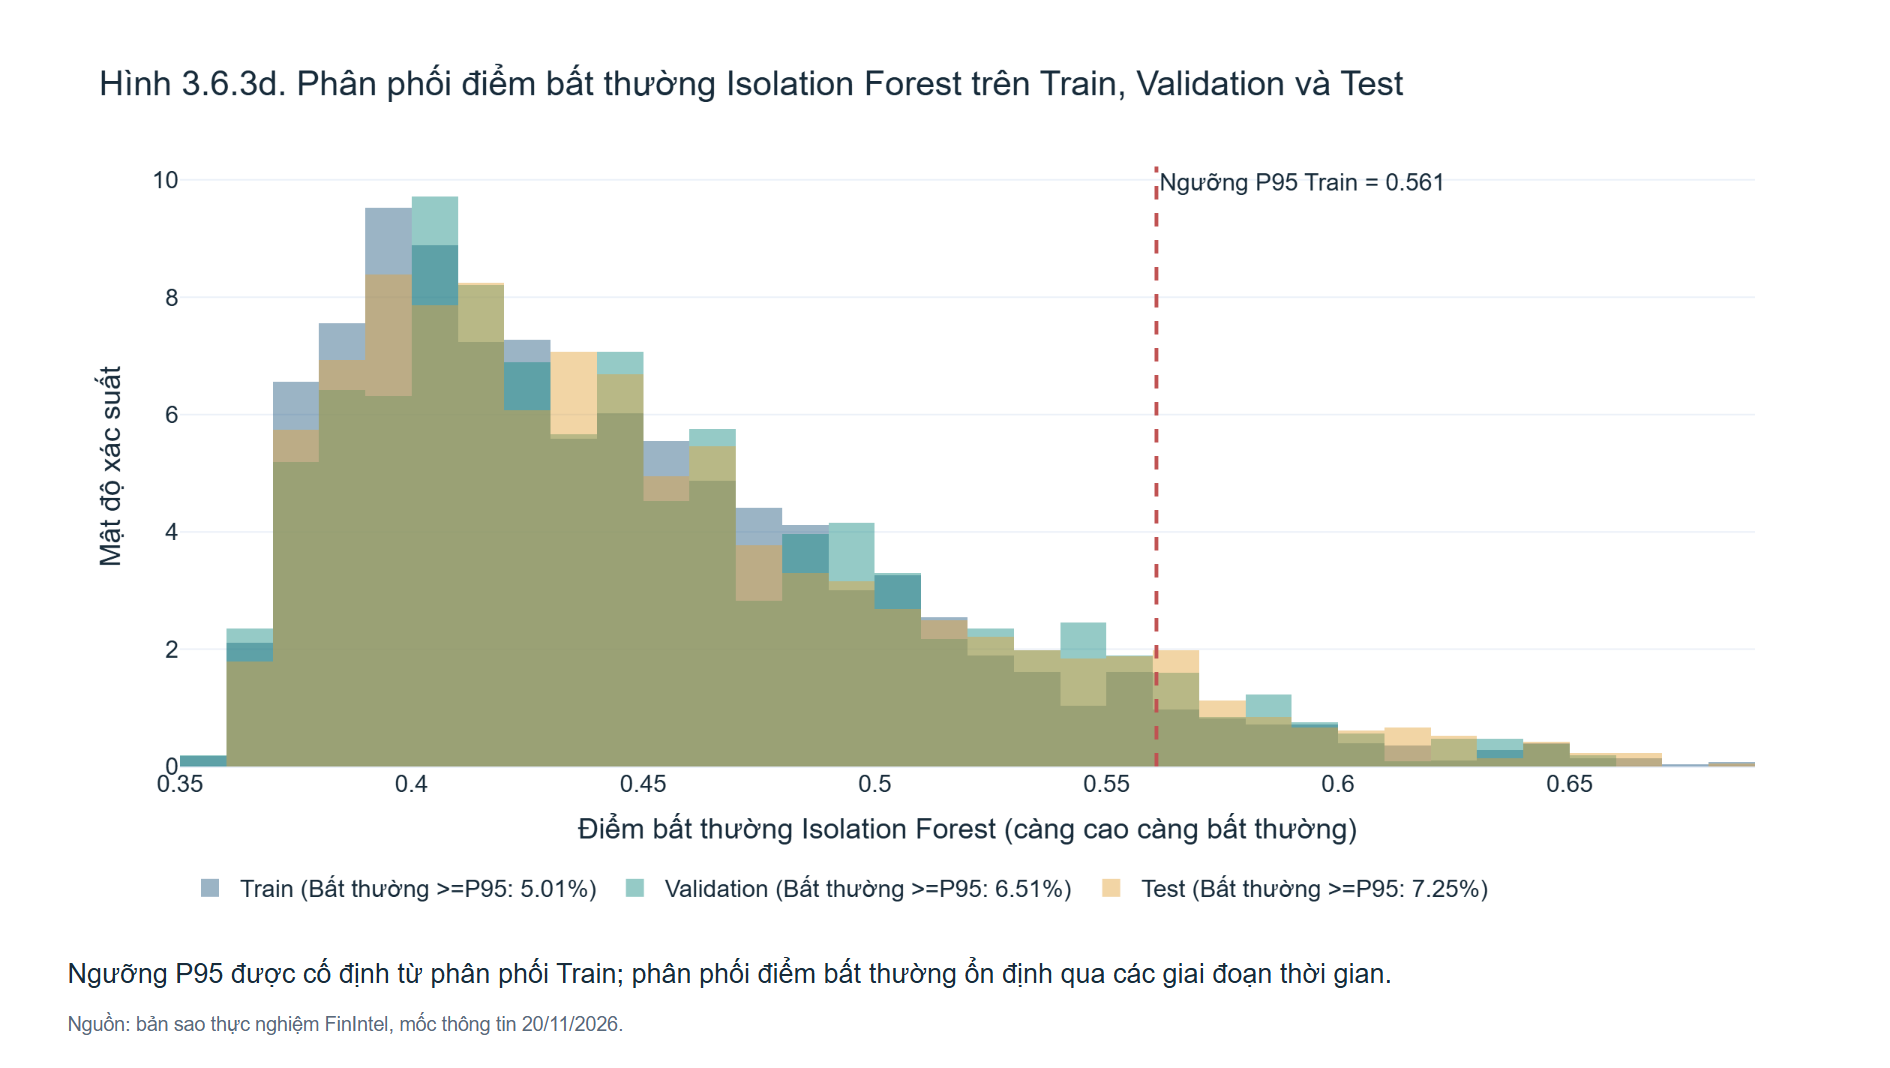 Hình 3.6.3d. Phân phối điểm bất thường Isolation Forest trên Train, Validation và Test
Ngưỡng P95 Train = 0.561
10
8
6
4
2
0
Mật độ xác suất
0.35 0.4 0.45 0.5 0.55 0.6 0.65
Điểm bất thường Isolation Forest (càng cao càng bất thường)
Train (Bất thường >=P95: 5.01%) Validation (Bất thường >=P95: 6.51%) Test (Bất thường >=P95: 7.25%)
Ngưỡng P95 được cố định từ phân phối Train; phân phối điểm bất thường ổn định qua các giai đoạn thời gian.
Nguồn: bản sao thực nghiệm FinIntel, mốc thông tin 20/11/2026.